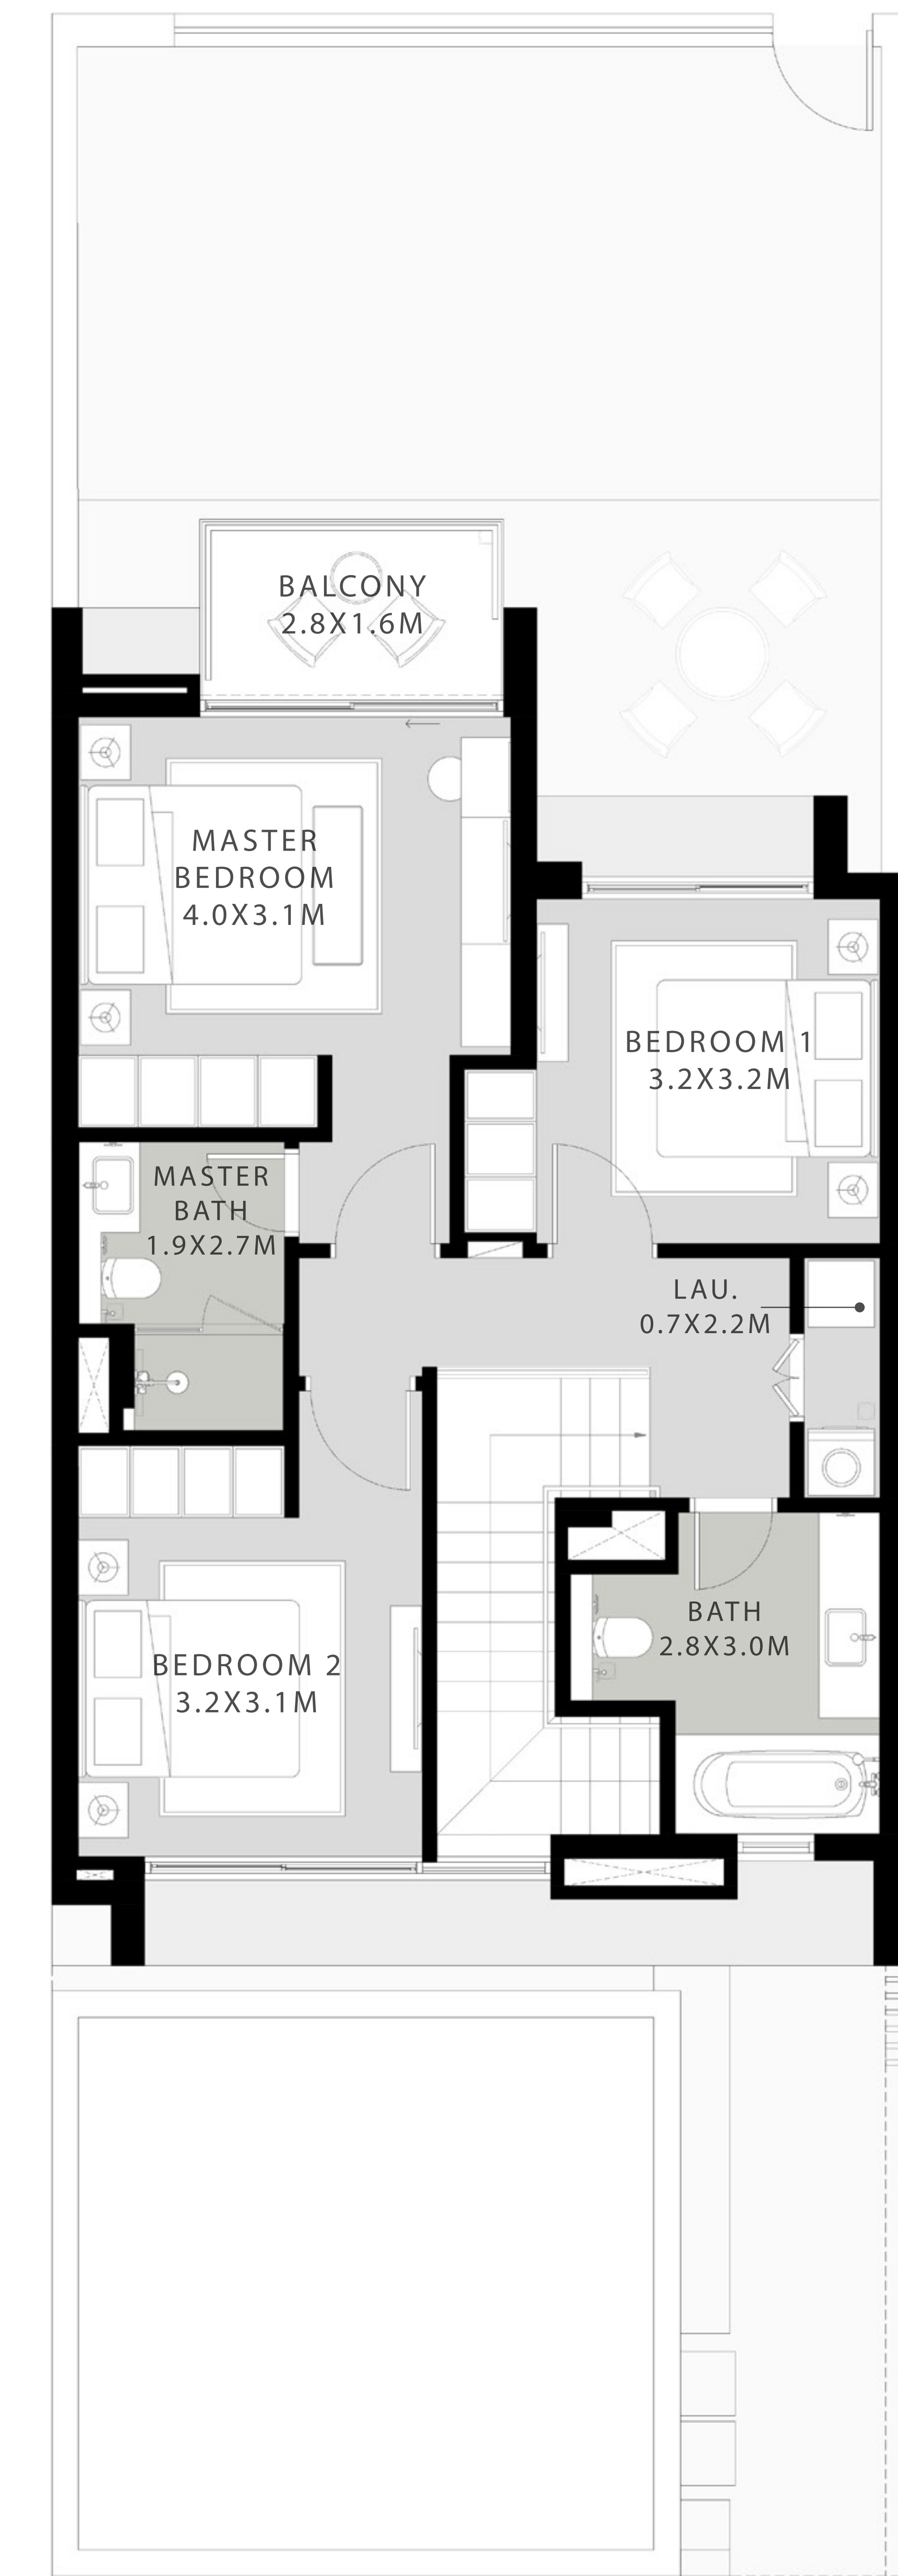 BALCONY
2.8X1.6M
MASTER
BEDROOM
4.0X3.1M
BEDROOM 1
3.2X3.2M
MASTER
BATH
1.9X2.7M
LAU.
0.7X2.2M
BATH
2.8X3.0M
BEDROOM 2
3.2X3.1M